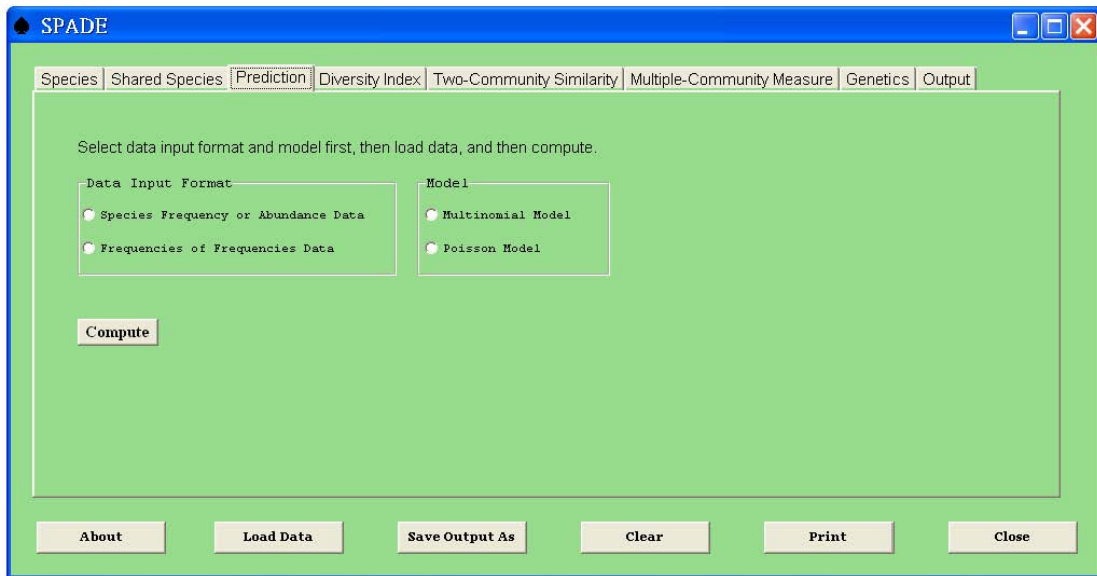 SPADE
Species Shared Species Prediction Diversity Index Two-Community Similarity Multiple-Community Measure Genetics Output
Select data input format and model first, then load data, and then compute.
Data Input Format
Species Frequency or Abundance Data
Frequencies of Frequencies Data
Model
Multinomial Model
Poisson Model
Compute
About Load Data Save Output As Clear Print Close